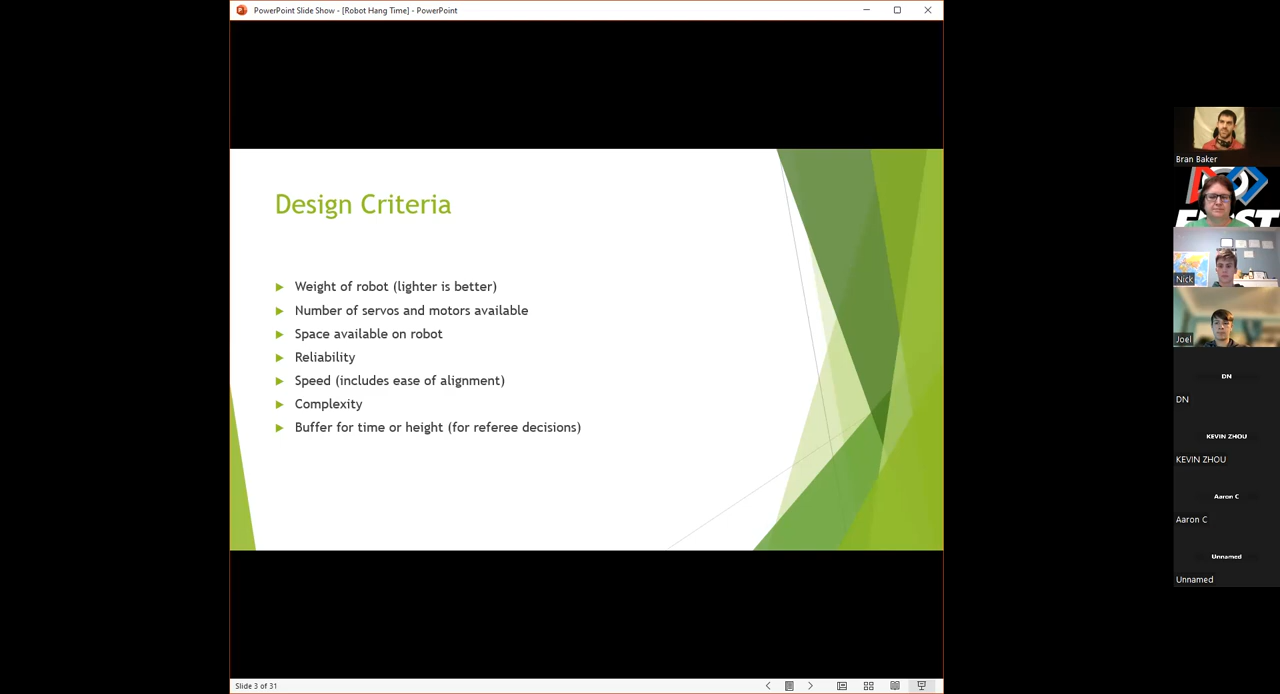 PowerPoint Slide Show - [Robot Hang Time] - PowerPoint
Design Criteria
Weight of robot (lighter is better)
Number of servos and motors available
Space available on robot
Reliability
Speed (includes ease of alignment)
Complexity
Buffer for time or height (for referee decisions)
Slide 3 of 31
Bran Baker
FIRST
Nick
Joel
DN
DN
KEVIN ZHOU
KEVIN ZHOU
Aaron C
Aaron C
Unnamed
Unnamed